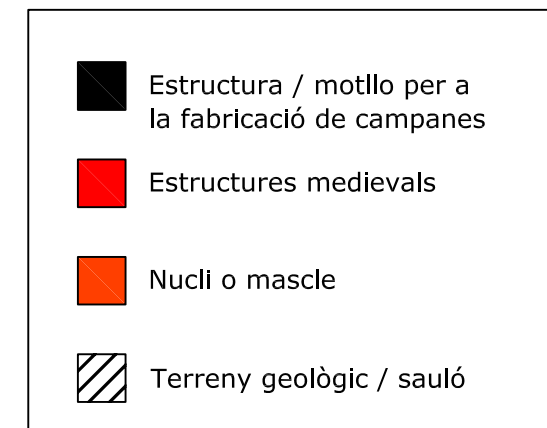 Estructura / motllo per a
la fabricació de campanes
Estructures medievals
Nucli o mascle
Terreny geològic / sauló